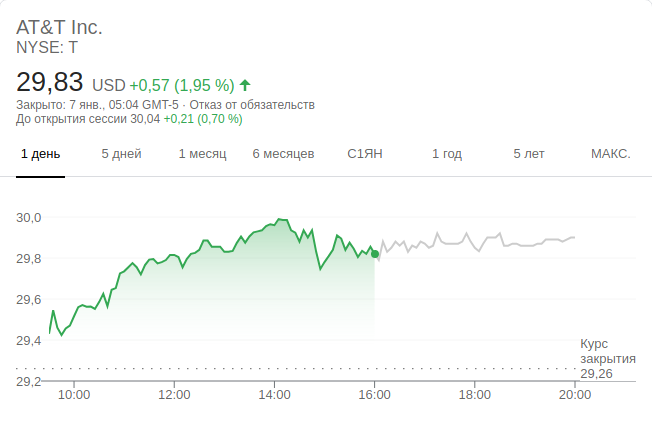 AT&T Inc.
NYSE: T
29,83 USD +0,57 (1,95 %)
Закрыто: 7 янв., 05:04 GMT-5 · Отказ от обязательств
До открытия сессии 30,04 +0,21 (0,70 %)
1 день 5 дней 1 месяц 6 месяцев С1ЯН 1 год 5 лет МАКС.
30,0
29,8
29,6
29,4
Курс
закрытия
29,26
29,2
10:00 12:00 14:00 16:00 18:00 20:00